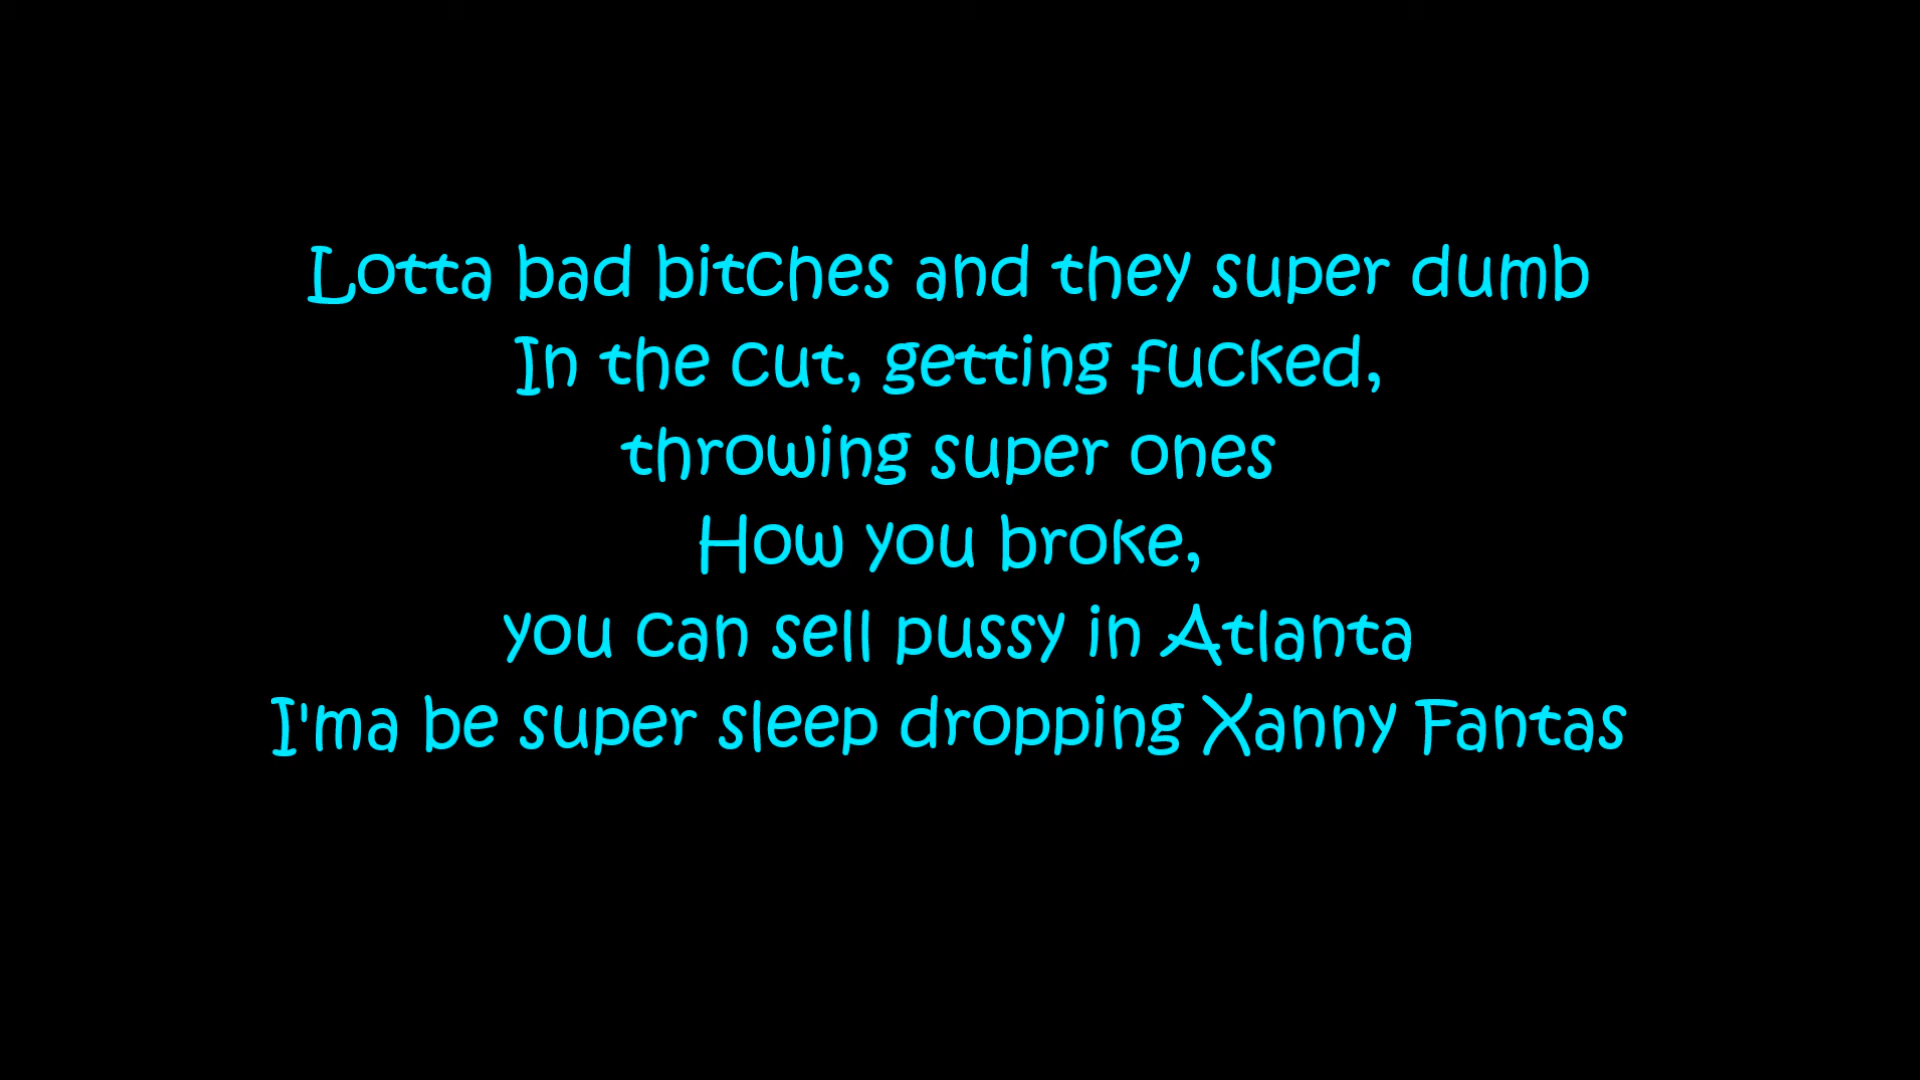 Lotta bad bitches and they super dumb
In the cut, getting fucked,
throwing super ones
How you broke,
you can sell pussy in Atlanta
I'ma be super sleep dropping Xanny Fantas